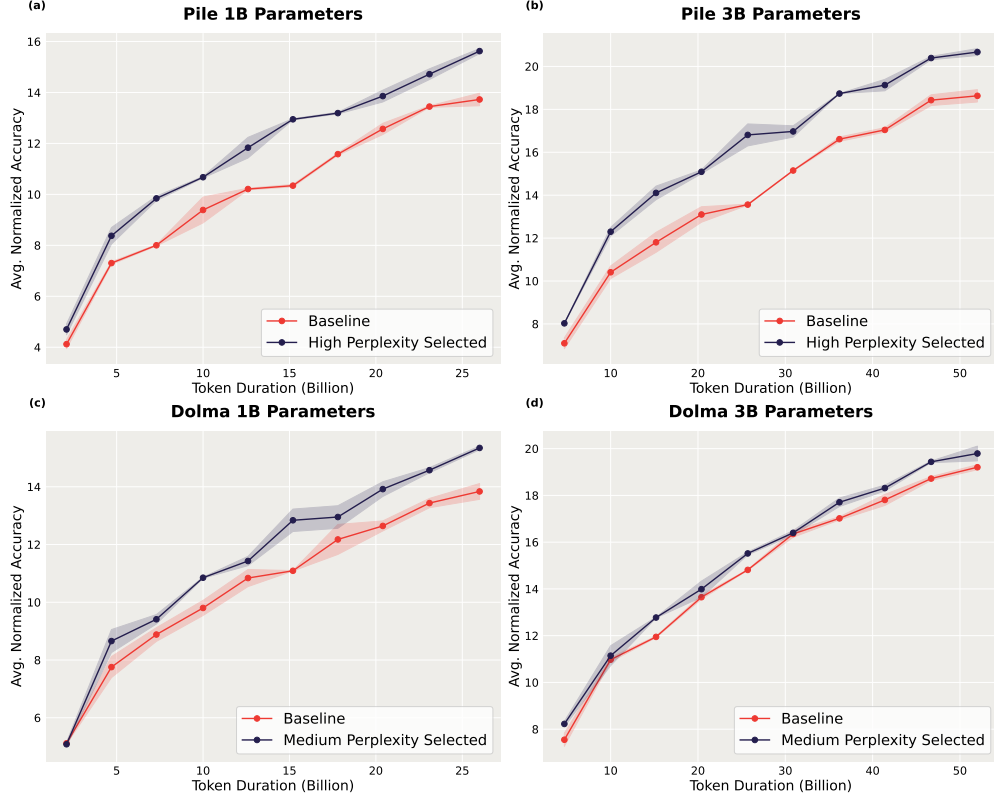 (a)
Pile 1B Parameters
Avg. Normalized Accuracy
16
14
12
10
8
6
4
5
10
15
20
25
Token Duration (Billion)
Baseline
High Perplexity Selected
(b)
Pile 3B Parameters
Avg. Normalized Accuracy
20
18
16
14
12
10
8
10
20
30
40
50
Token Duration (Billion)
Baseline
High Perplexity Selected
(c)
Dolma 1B Parameters
Avg. Normalized Accuracy
14
12
10
8
6
5
10
15
20
25
Token Duration (Billion)
Baseline
Medium Perplexity Selected
(d)
Dolma 3B Parameters
Avg. Normalized Accuracy
20
18
16
14
12
10
8
10
20
30
40
50
Token Duration (Billion)
Baseline
Medium Perplexity Selected